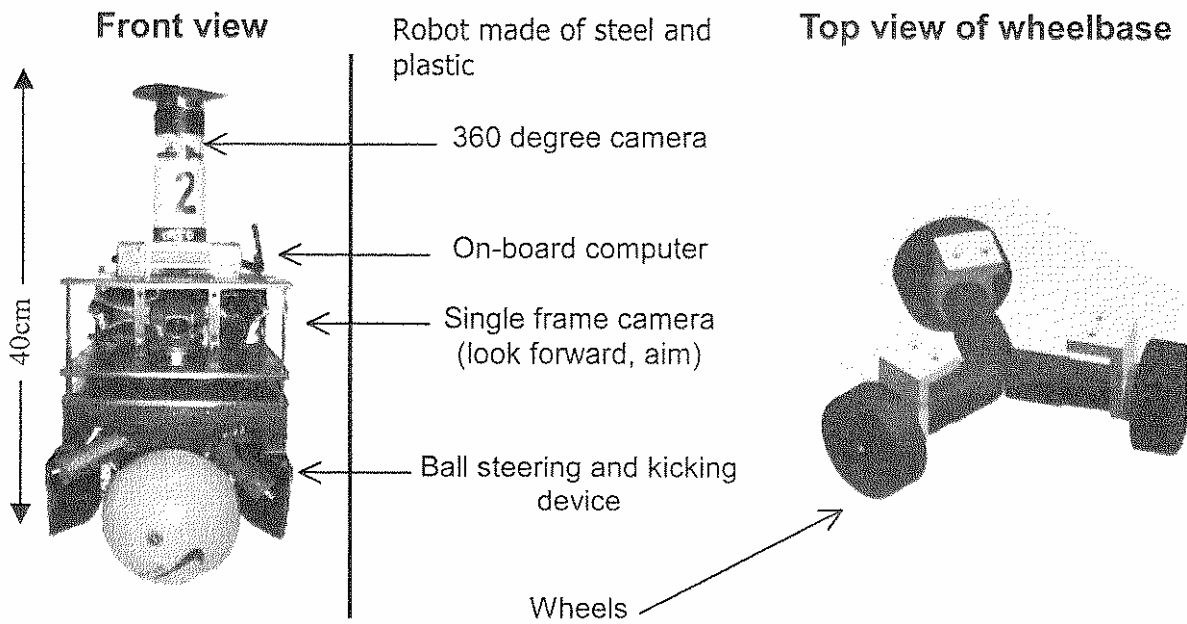 Front view
Robot made of steel and
plastic
Top view of wheelbase
40cm
360 degree camera
2
On-board computer
Single frame camera
(look forward, aim)
Ball steering and kicking
device
Wheels